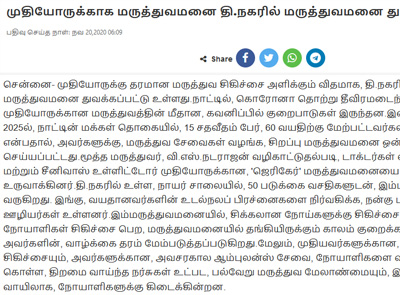 முதியோருக்காக மருத்துவமனை தி.நகரில் மருத்துவமனை து
பதிவு செய்த நாள்: நவ 20,2020 06:09
Share
சென்னை- முதியோருக்கு தரமான மருத்துவ சிகிச்சை அளிக்கும் விதமாக, தி.நகரி
மருத்துவமனை துவக்கப்பட்டு உள்ளது.நாட்டில், கொரோனா தொற்று தீவிரமடைந்
முதியோருக்கான மருத்துவத்தின் மீதான, கவனிப்பில் குறைபாடுகள் இருந்தன.இன
2025ல், நாட்டின் மக்கள் தொகையில், 15 சதவீதம் பேர், 60 வயதிற்கு மேற்பட்டவர்க
என்பதால், அவர்களுக்கு, மருத்துவ சேவைகள் வழங்க, சிறப்பு மருத்துவமனை ஒன்
செய்யப்பட்டது.மூத்த மருத்துவர், வி.எஸ்.நடராஜன் வழிகாட்டுதல்படி, டாக்டர்கள் எ
மற்றும் சீனிவாஸ் உள்ளிட்டோர் முதியோருக்கான, 'ஜெரிகேர்' மருத்துவமனையை
உருவாக்கினர்.தி.நகரில் உள்ள, நாயர் சாலையில், 50 படுக்கை வசதிகளுடன், இம்ம
வருகிறது. இங்கு, வயதானவர்களின் உடல்நலப் பிரச்னைகளை நிர்வகிக்க, நன்கு ப
ஊழியர்கள் உள்ளனர்.இம்மருத்துவமனையில், சிக்கலான நோய்களுக்கு சிகிச்சை
நோயாளிகள் சிகிச்சை பெற, மருத்துவமனையில் தங்கியிருக்கும் காலம் குறைக்க
அவர்களின், வாழ்க்கை தரம் மேம்படுத்தப்படுகிறது.மேலும், முதியவர்களுக்கான,
சிகிச்சையும், அவர்களுக்கான, அவசரகால ஆம்புலன்ஸ் சேவை, நோயாளிகளை வ
கொள்ள, திறமை வாய்ந்த நர்சுகள் உட்பட, பல்வேறு மருத்துவ மேலாண்மையும், இ
வாயிலாக, நோயாளிகளுக்கு கிடைக்கின்றன.